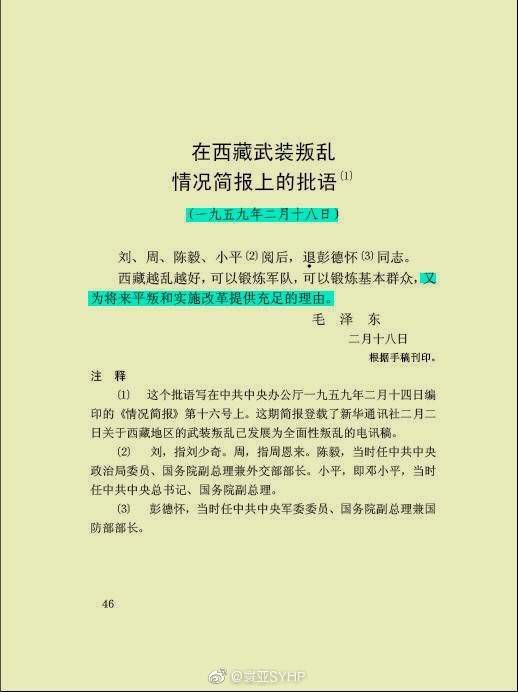 在西藏武装叛乱
情况简报上的批语⑴
(一九五九年二月十八日)
刘、周、陈毅、小平⑵阅后，退彭德怀⑶同志。
西藏越乱越好，可以锻炼军队，可以锻炼基本群众，又
为将来平叛和实施改革提供充足的理由。
毛泽东
二月十八日
根据手稿刊印。
注释
⑴ 这个批语写在中共中央办公厅一九五九年二月十四日编
印的《情况简报》第十六号上。这期简报登载了新华通讯社二月二
日关于西藏地区的武装叛乱已发展为全面性叛乱的电讯稿。
⑵ 刘，指刘少奇。周，指周恩来。陈毅，当时任中共中央
政治局委员、国务院副总理兼外交部部长。小平，即邓小平，当时
任中共中央总书记、国务院副总理。
⑶ 彭德怀，当时任中共中央军委委员、国务院副总理兼国
防部部长。
46
@寰亚SYHP